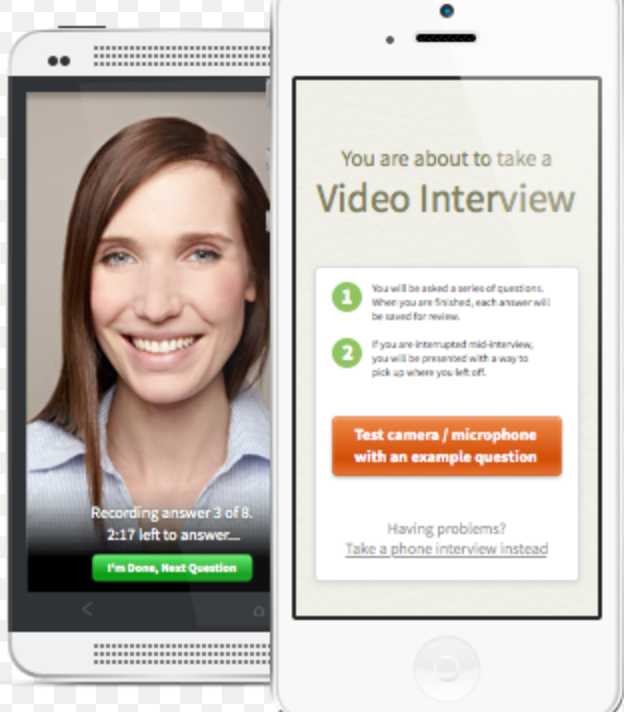 Recording answer 3 of 8.
2:17 left to answer....
I'm Done, Next Question
You are about to take a
Video Interview
1
You will be asked a series of questions.
When you are finished, each answer will
be saved for review.
2
If you are interrupted mid-interview,
you will be presented with a way to
pick up where you left off.
Test camera / microphone
with an example question
Having problems?
Take a phone interview instead